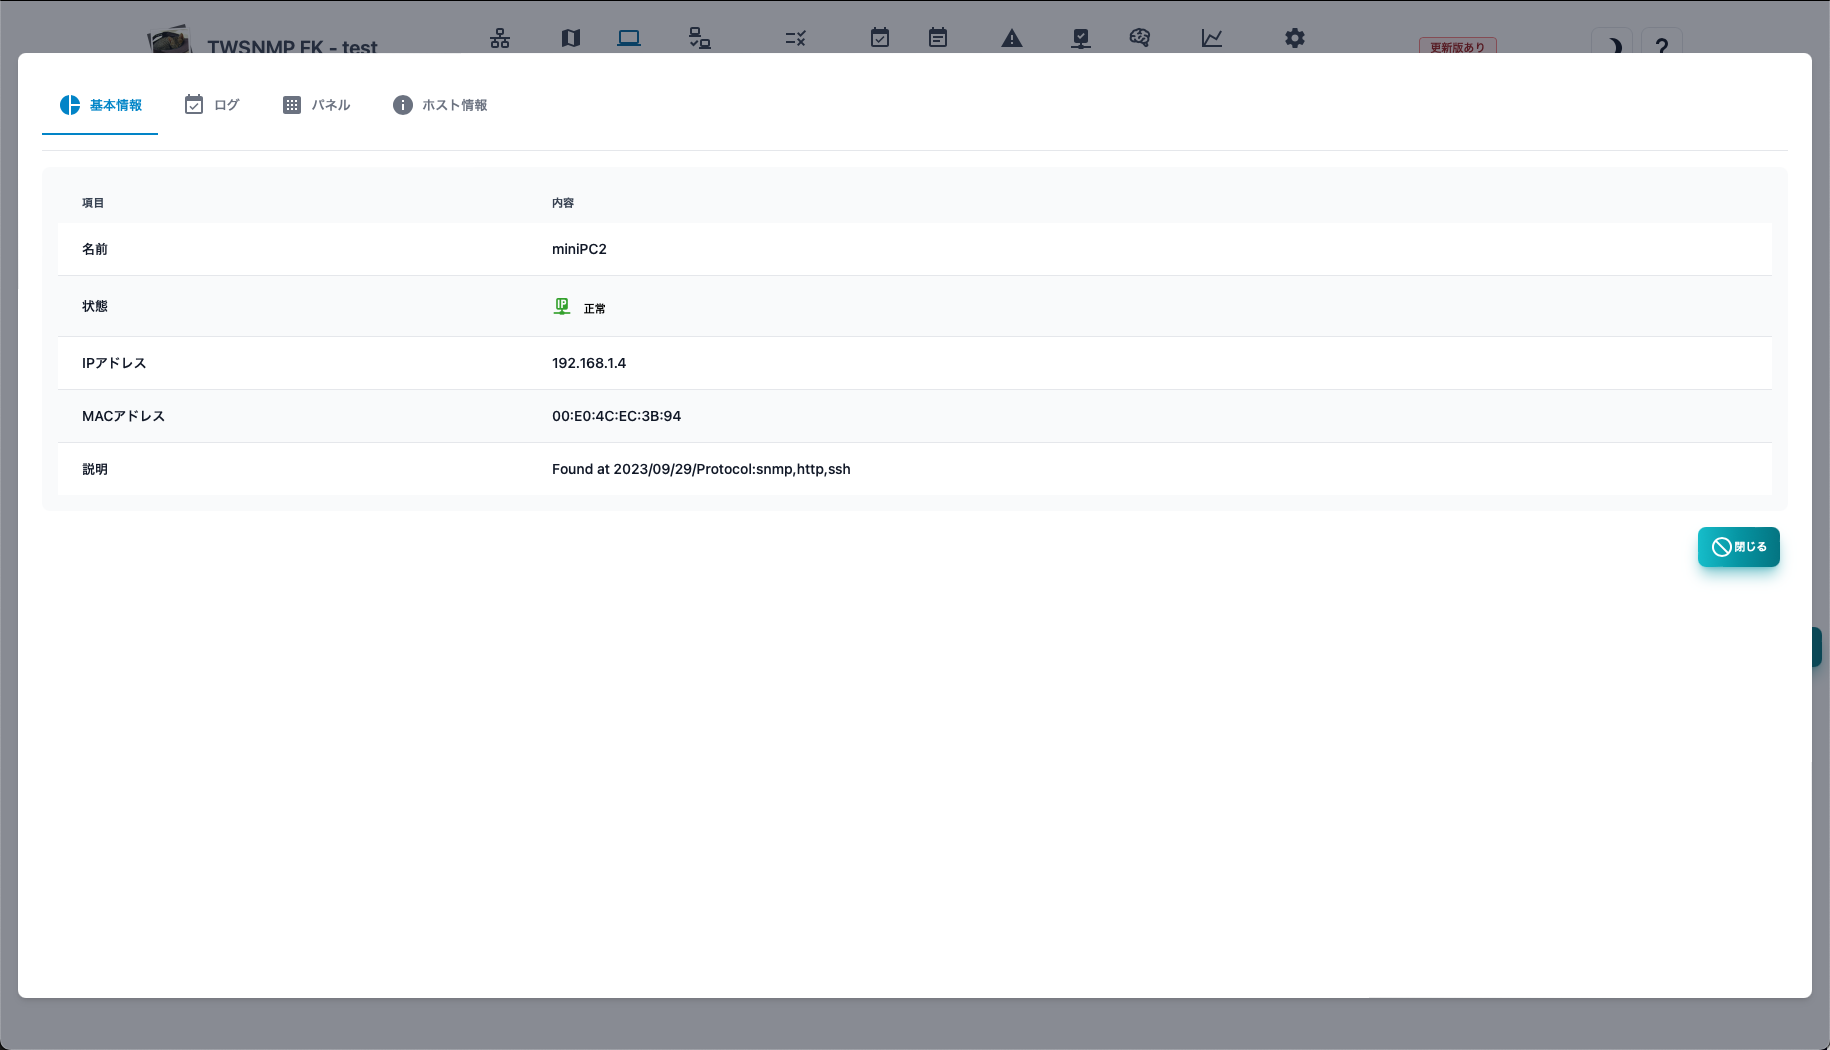 TWSNMP FK - test
更新版あり
?
基本情報 ログ パネル ホスト情報
項目 内容
名前 miniPC2
状態 正常
IPアドレス 192.168.1.4
MACアドレス 00:E0:4C:EC:3B:94
説明 Found at 2023/09/29/Protocol:snmp,http,ssh
閉じる